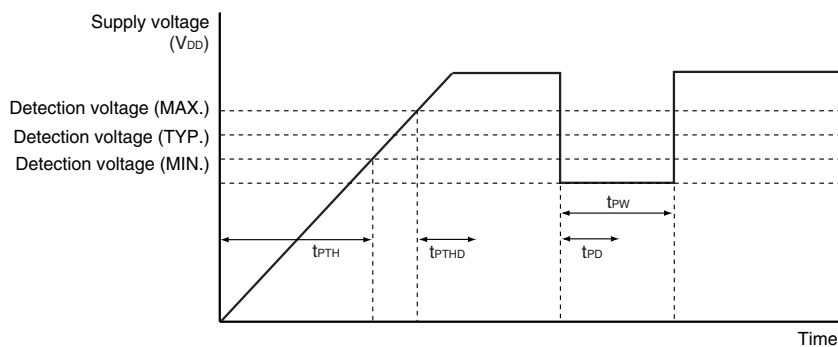 Supply voltage
(VDD)
Detection voltage (MAX.)
Detection voltage (TYP.)
Detection voltage (MIN.)
tPW
tPTH
tPTHD
tPD
Time